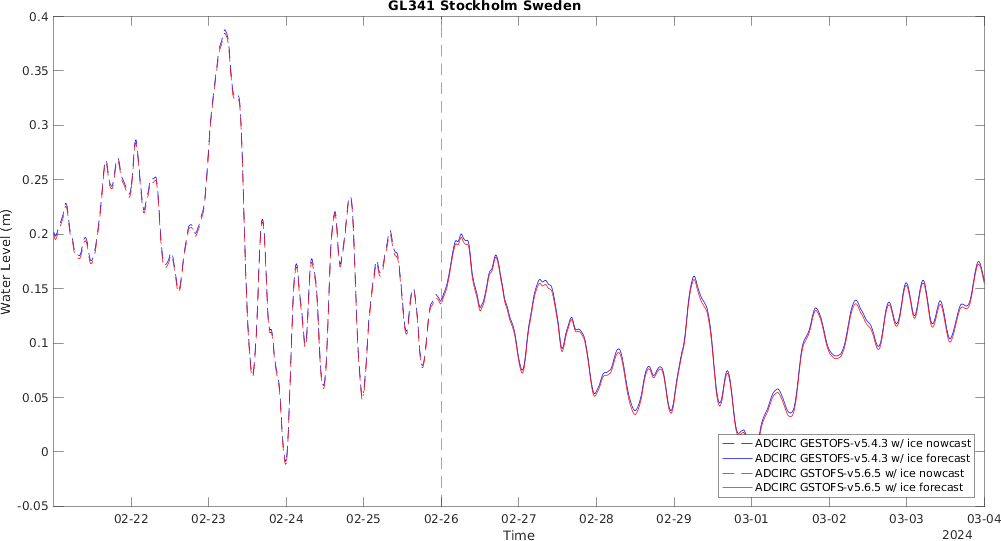 GL341 Stockholm Sweden
0.4
0.35
0.3
0.25
0.2
0.15
0.1
0.05
0
-0.05
Water Level (m)
ADCIRC GESTOFS-v5.4.3 w/ ice nowcast
ADCIRC GESTOFS-v5.4.3 w/ ice forecast
ADCIRC GSTOFS-v5.6.5 w/ ice nowcast
ADCIRC GSTOFS-v5.6.5 w/ ice forecast
02-22 02-23 02-24 02-25 02-26 02-27 02-28 02-29 03-01 03-02 03-03 03-04
Time
2024